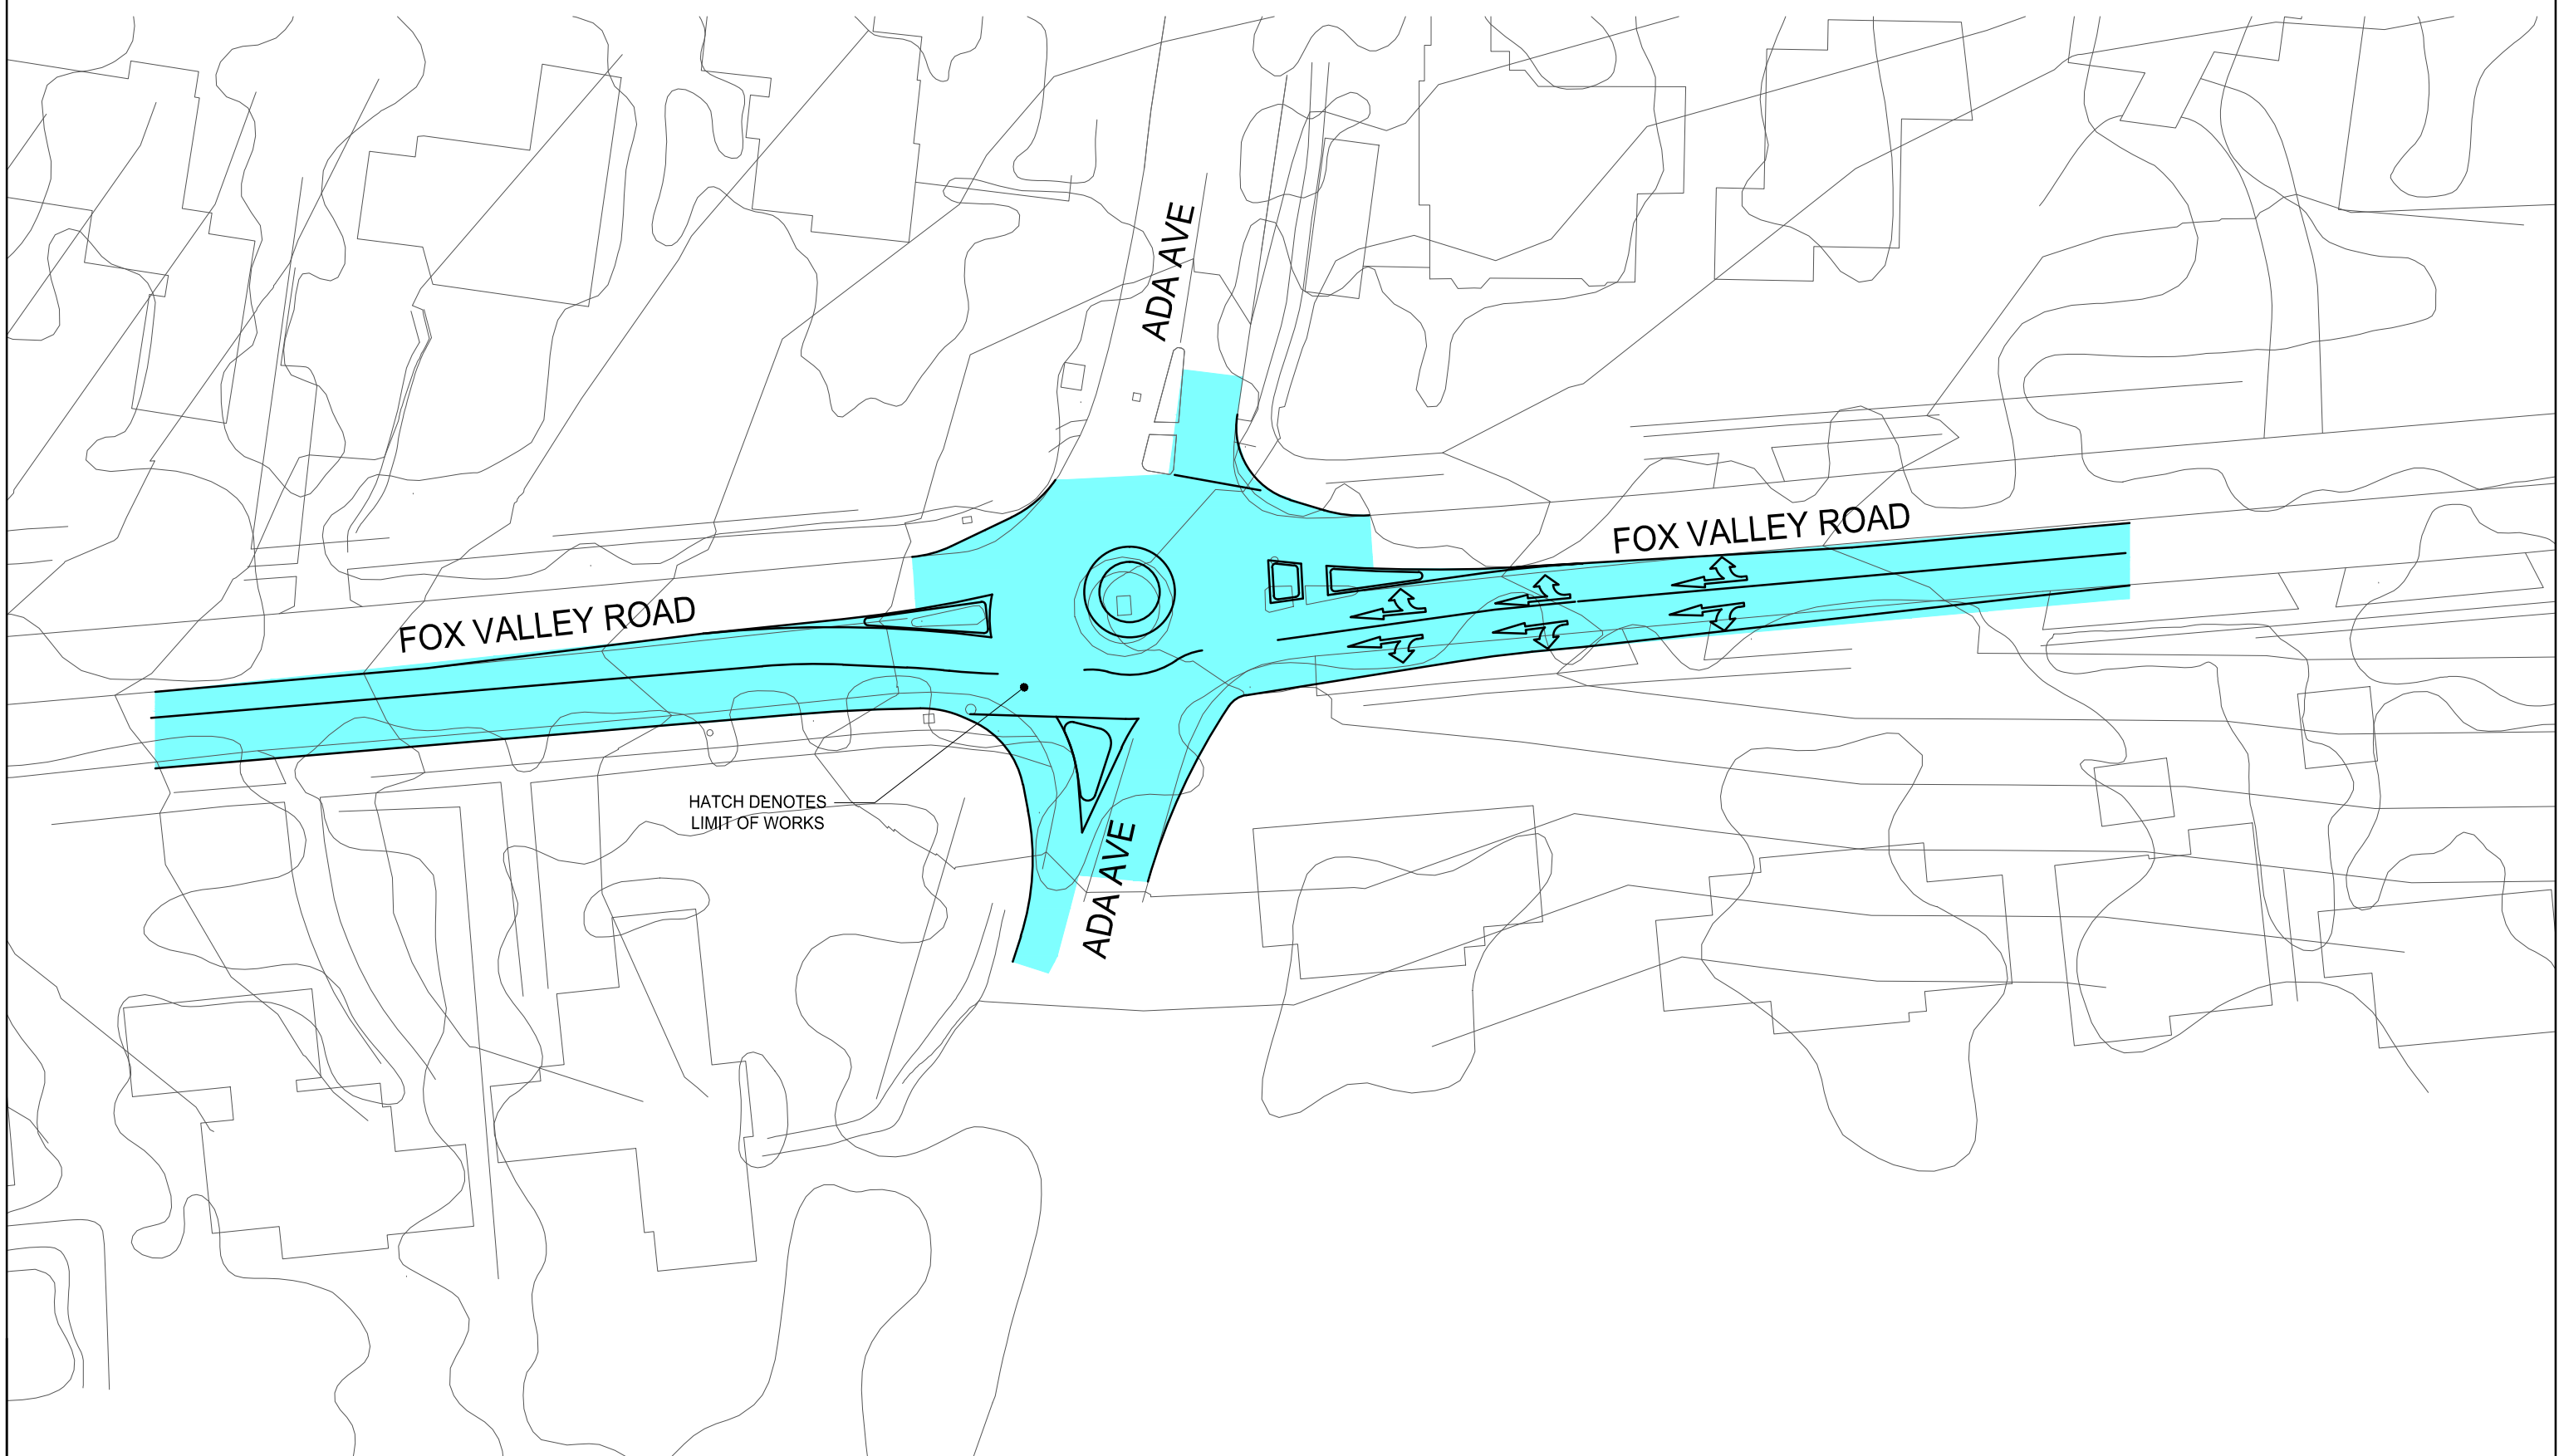 ADA AVE
FOX VALLEY ROAD
FOX VALLEY ROAD
HATCH DENOTES
LIMIT OF WORKS
ADA AVE